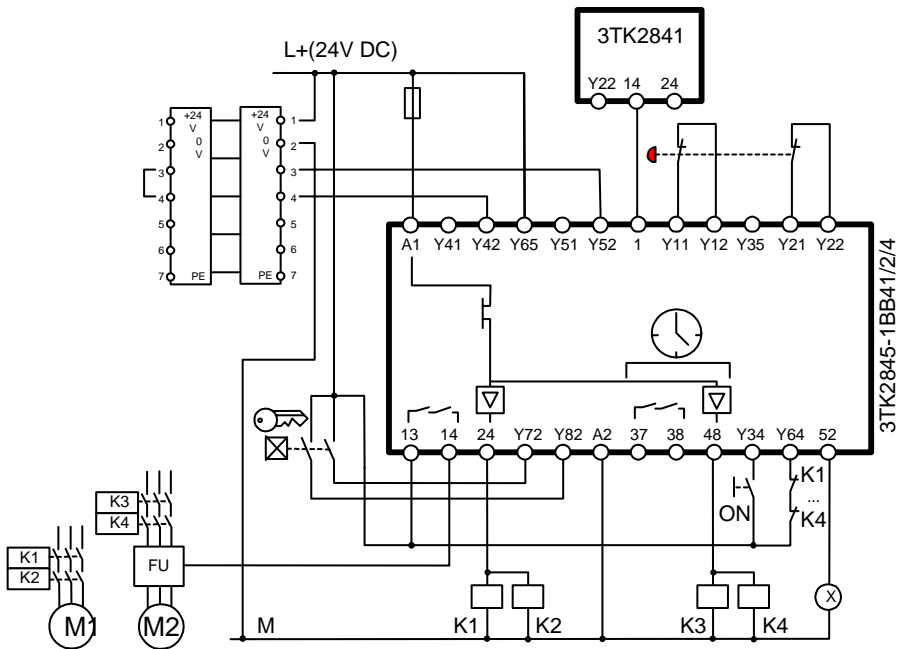 3TK2841
Y22 14 24
L+(24V DC)
+24 V
0 V
PE
1
2
3
4
5
6
7
+24 V
0 V
PE
1
2
3
4
5
6
7
A1 Y41 Y42 Y65 Y51 Y52 1 Y11 Y12 Y35 Y21 Y22
3TK2845-1BB41/2/4
13 14 24 Y72 Y82 A2 37 38 48 Y34 Y64 52
K1
...
K4
ON
K3
K4
K1
K2
FU
X
M1
M2
M
K1
K2
K3
K4